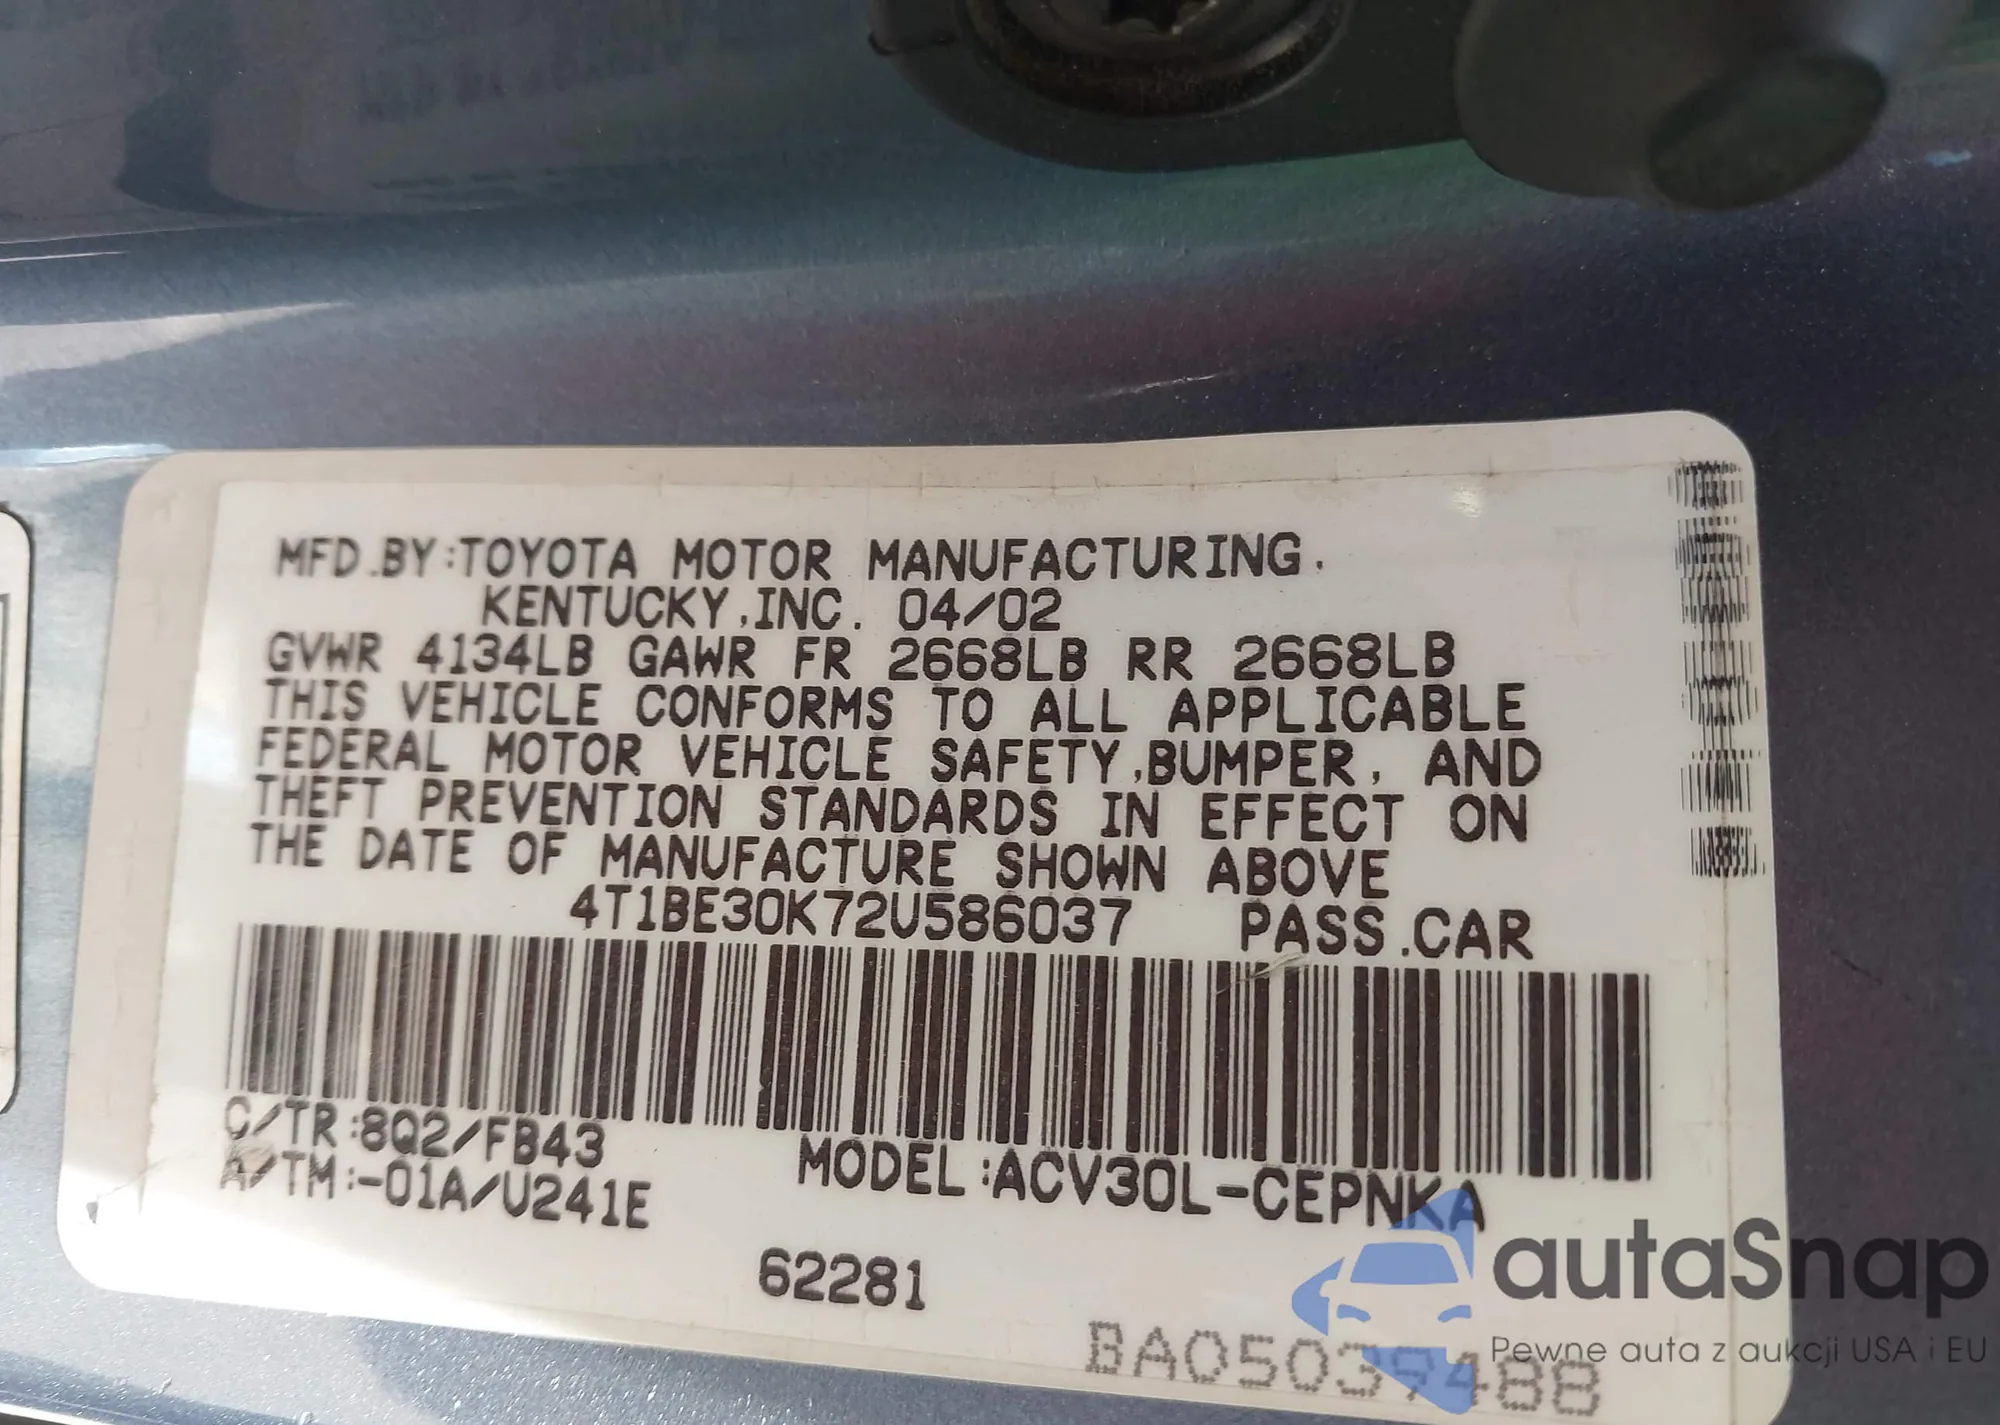 MFD.BY:TOYOTA MOTOR MANUFACTURING.
KENTUCKY,INC. 04/02
GVWR 4134LB GAWR FR 2668LB RR 2668LB
THIS VEHICLE CONFORMS TO ALL APPLICABLE
FEDERAL MOTOR VEHICLE SAFETY,BUMPER, AND
THEFT PREVENTION STANDARDS IN EFFECT ON
THE DATE OF MANUFACTURE SHOWN ABOVE
4T1BE30K72U586037 PASS.CAR
C/TR:8Q2/FB43
A/TM:-01A/U241E
MODEL:ACV30L-CEPNKA
62281
autaSnap
Pewne auta z aukcji USA i EU